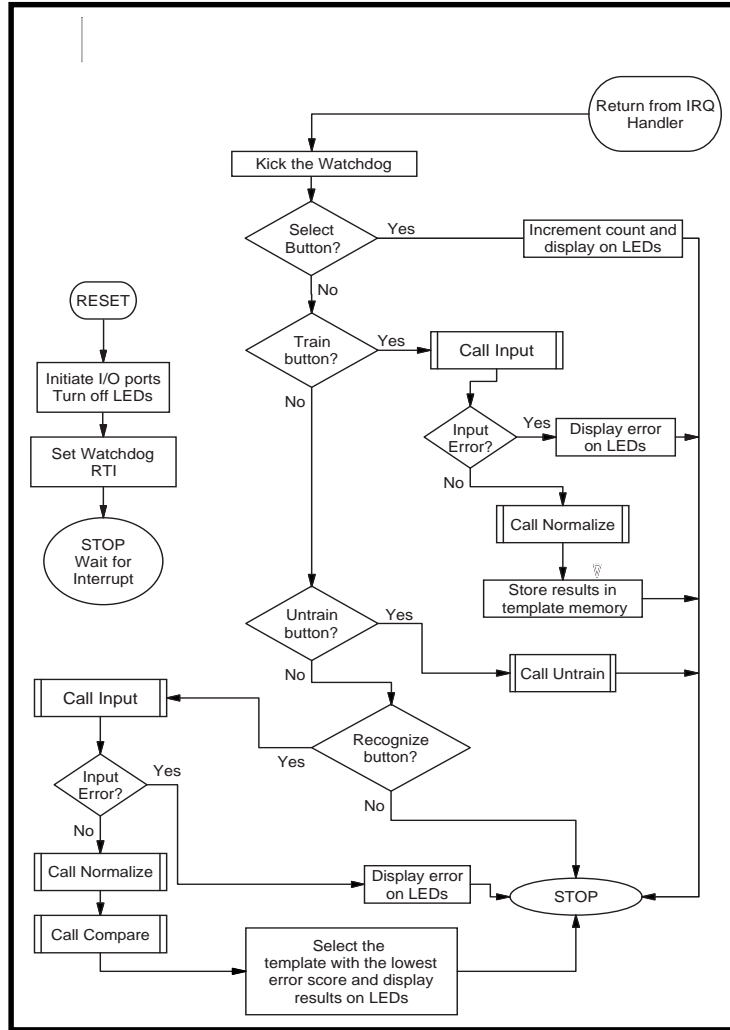 Return from IRQ
Handler
Kick the Watchdog
Select
Button?
Yes
Increment count and
display on LEDs
No
RESET
Train
button?
Yes
Call Input
Initiate I/O ports
Turn off LEDs
No
Input
Error?
Yes
Display error
on LEDs
Set Watchdog
RTI
No
Call Normalize
STOP
Wait for
Interrupt
Store results in
template memory
Untrain
button?
Yes
No
Call Untrain
Call Input
Recognize
button?
Yes
Input
Error?
Yes
No
No
Call Normalize
Display error
on LEDs
STOP
Call Compare
Select the
template with the lowest
error score and display
results on LEDs